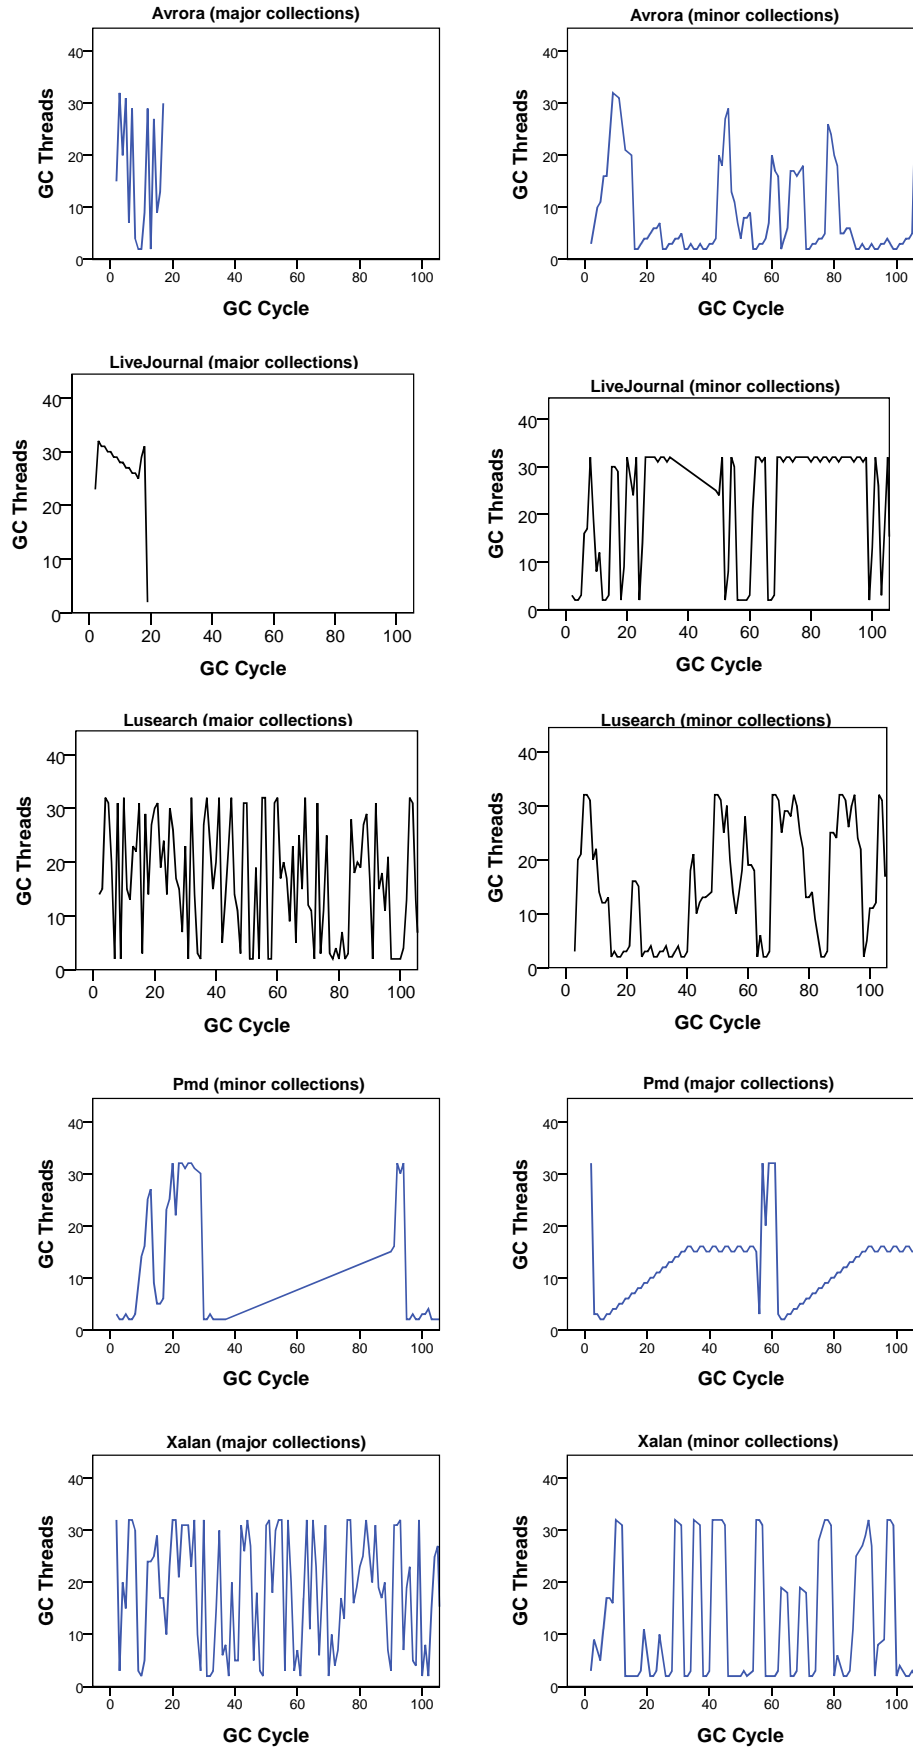 Avrora (major collections)
40
30
20
10
0
GC Threads
0 20 40 60 80 100
GC Cycle
Avrora (minor collections)
40
30
20
10
0
GC Threads
0 20 40 60 80 100
GC Cycle
LiveJournal (major collections)
40
30
20
10
0
GC Threads
0 20 40 60 80 100
GC Cycle
LiveJournal (minor collections)
40
30
20
10
0
GC Threads
0 20 40 60 80 100
GC Cycle
Lusearch (major collections)
40
30
20
10
0
GC Threads
0 20 40 60 80 100
GC Cycle
Lusearch (minor collections)
40
30
20
10
0
GC Threads
0 20 40 60 80 100
GC Cycle
Pmd (minor collections)
40
30
20
10
0
GC Threads
0 20 40 60 80 100
GC Cycle
Pmd (major collections)
40
30
20
10
0
GC Threads
0 20 40 60 80 100
GC Cycle
Xalan (major collections)
40
30
20
10
0
GC Threads
0 20 40 60 80 100
GC Cycle
Xalan (minor collections)
40
30
20
10
0
GC Threads
0 20 40 60 80 100
GC Cycle